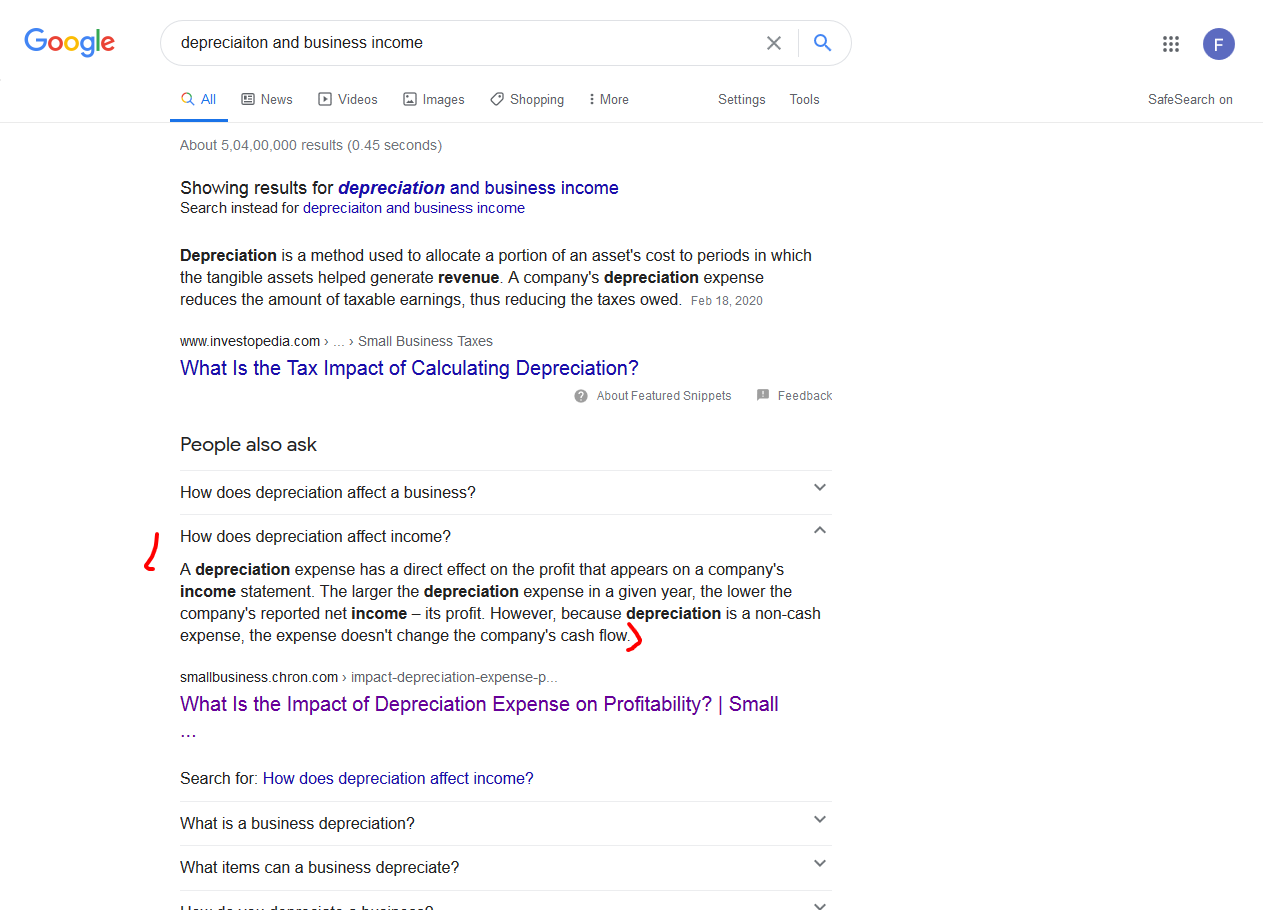 Google
depreciaiton and business income
F
All News Videos Images Shopping More Settings Tools SafeSearch on
About 5,04,00,000 results (0.45 seconds)
Showing results for depreciation and business income
Search instead for depreciaiton and business income
Depreciation is a method used to allocate a portion of an asset's cost to periods in which
the tangible assets helped generate revenue. A company's depreciation expense
reduces the amount of taxable earnings, thus reducing the taxes owed. Feb 18, 2020
www.investopedia.com › ... › Small Business Taxes
What Is the Tax Impact of Calculating Depreciation?
About Featured Snippets Feedback
People also ask
How does depreciation affect a business?
How does depreciation affect income?
A depreciation expense has a direct effect on the profit that appears on a company's
income statement. The larger the depreciation expense in a given year, the lower the
company's reported net income – its profit. However, because depreciation is a non-cash
expense, the expense doesn't change the company's cash flow.
smallbusiness.chron.com › impact-depreciation-expense-p...
What Is the Impact of Depreciation Expense on Profitability? | Small
...
Search for: How does depreciation affect income?
What is a business depreciation?
What items can a business depreciate?
How do you depreciate a business?